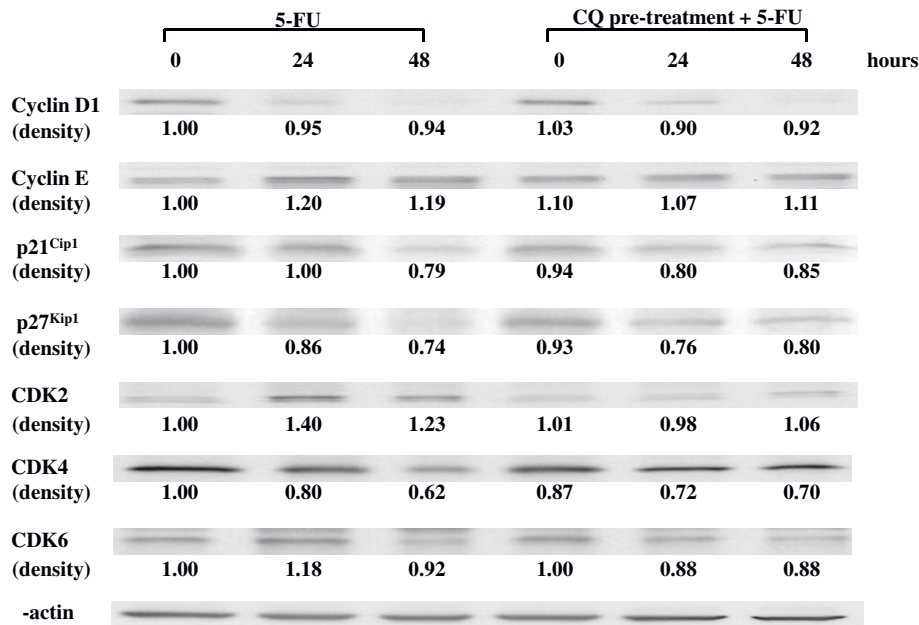 5-FU CQ pre-treatment + 5-FU
0 24 48 0 24 48 hours
Cyclin D1
(density) 1.00 0.95 0.94 1.03 0.90 0.92
Cyclin E
(density) 1.00 1.20 1.19 1.10 1.07 1.11
p21Cip1
(density) 1.00 1.00 0.79 0.94 0.80 0.85
p27Kip1
(density) 1.00 0.86 0.74 0.93 0.76 0.80
CDK2
(density) 1.00 1.40 1.23 1.01 0.98 1.06
CDK4
(density) 1.00 0.80 0.62 0.87 0.72 0.70
CDK6
(density) 1.00 1.18 0.92 1.00 0.88 0.88
-actin